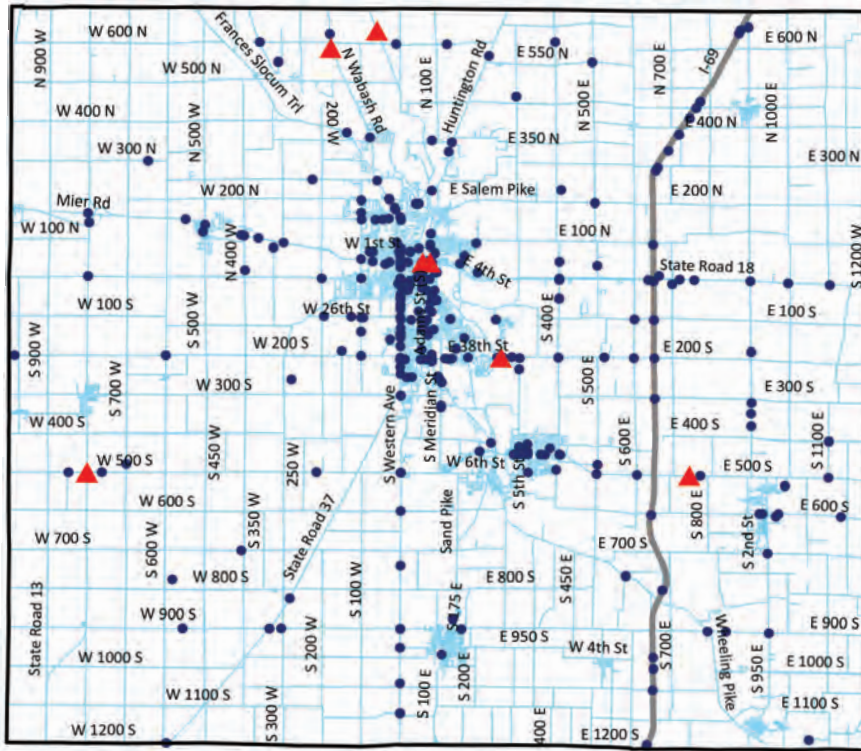 W 600 N
E 600 N
N 900 W
Frances Slocum Trl
N Wabash Rd
Huntington Rd
E 550 N
N 700 E
I-69
W 500 N
N 100 E
N 500 E
N 1000 E
W 400 N
N 500 W
200 W
E 400 N
E 350 N
W 300 N
E 300 N
W 200 N
E Salem Pike
E 200 N
Mier Rd
W 100 N
N 400 W
W 1st St
E 100 N
E 4th St
State Road 18
S 1200 W
W 100 S
W 26th St
Adams St
S 400 E
E 100 S
S 900 W
S 500 W
W 200 S
E 38th St
E 200 S
S 700 W
W 300 S
S 500 E
E 300 S
W 400 S
S Western Ave
S Meridian St
E 400 S
S 1100 E
S 450 W
250 W
S 600 E
W 500 S
W 6th St
S 5th St
E 500 S
W 600 S
E 600 S
S 350 W
State Road 37
Sand Pike
S 800 E
S 2nd St
W 700 S
S 600 W
E 700 S
W 800 S
S 100 W
E 800 S
S 450 E
State Road 13
W 900 S
S 200 W
S 175 E
E 950 S
W 4th St
S 700 E
Wheeling Pike
E 900 S
S 950 E
W 1000 S
E 1000 S
W 1100 S
S 300 W
S 100 E
S 200 E
E 1100 S
W 1200 S
400 E
E 1200 S